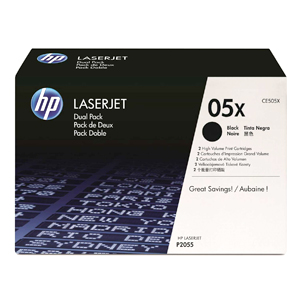 hp
LASERJET
Dual Pack
Pack de Deux
Pack Doble
05x
CE505X
Black
Noire
Tinta Negra
黑色
2 High Volume Print Cartridges
Great Savings! / Aubaine !
HP LASERJET
P2055